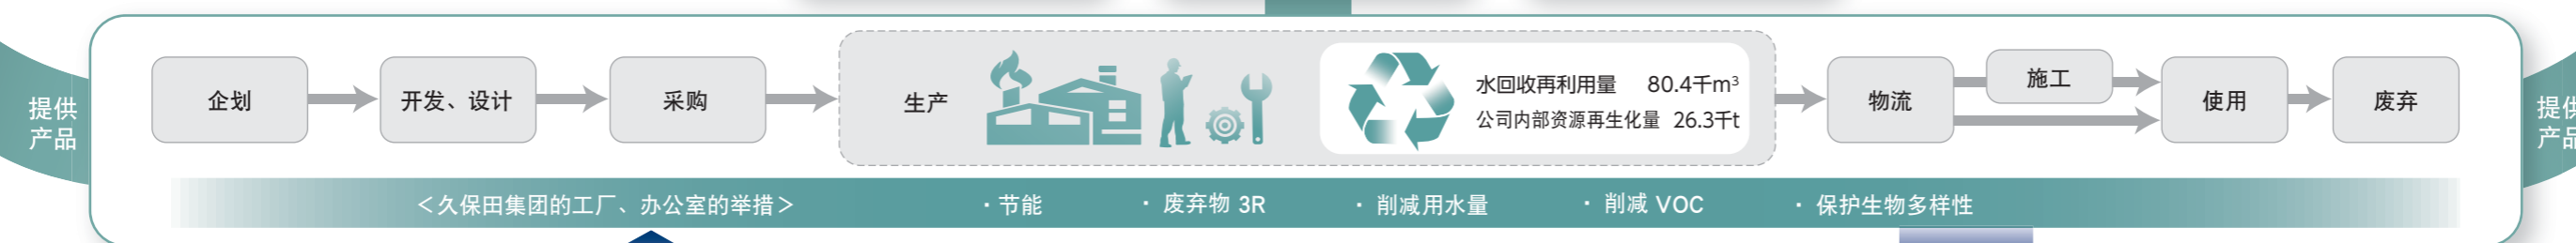 提供
产品
企划
开发、设计
采购
生产
水回收再利用量 80.4千m³
公司内部资源再生化量 26.3千t
物流
施工
使用
废弃
提供
产品
＜久保田集团的工厂、办公室的举措＞
・节能
・废弃物 3R
・削减用水量
・削减 VOC
・保护生物多样性